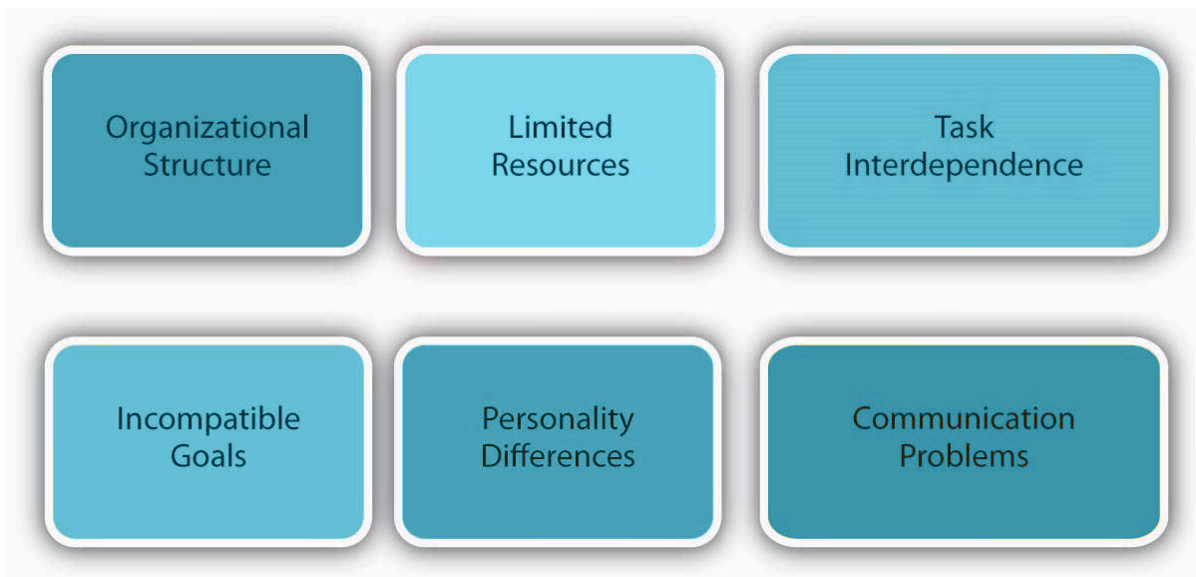 Organizational
Structure
Limited
Resources
Task
Interdependence
Incompatible
Goals
Personality
Differences
Communication
Problems